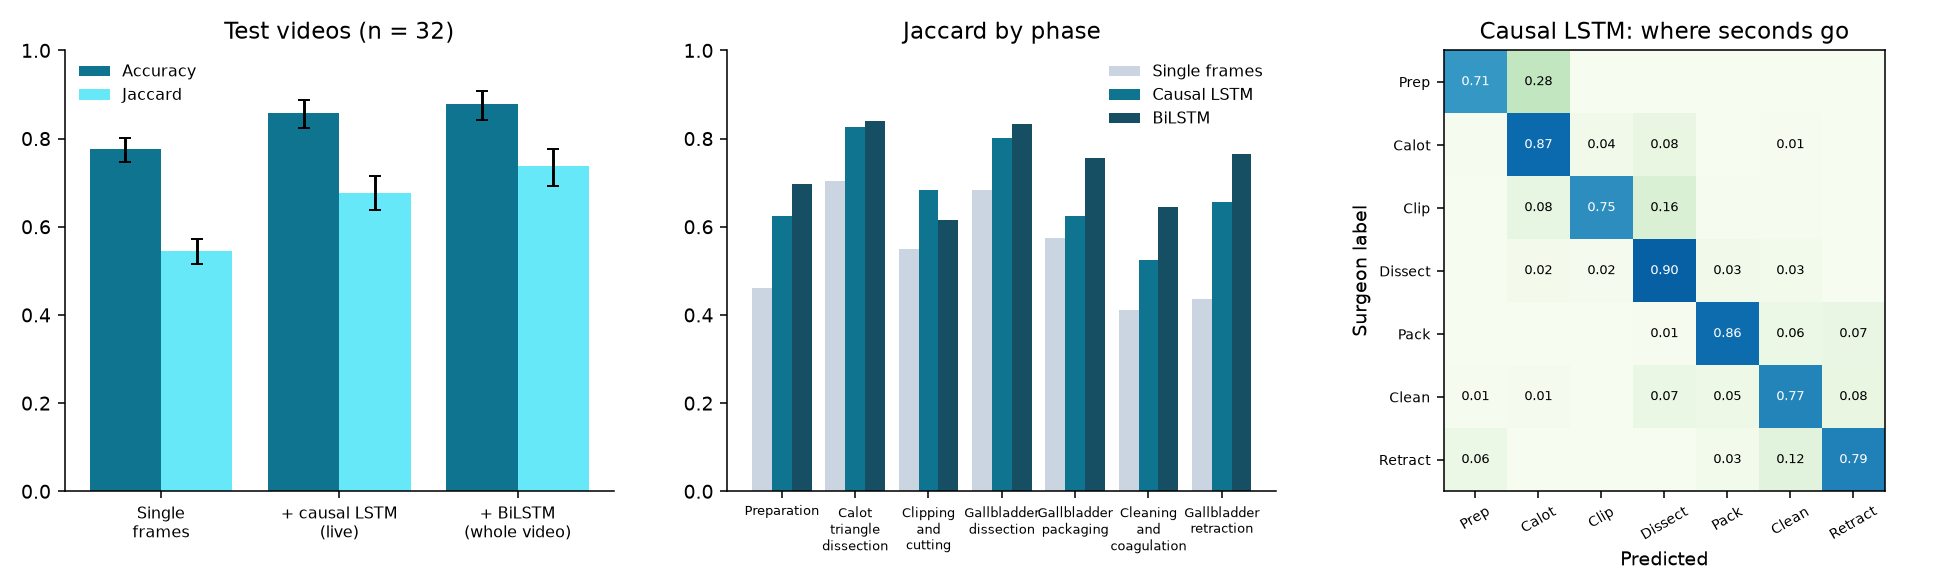 Test videos (n = 32)
1.0
0.8
0.6
0.4
0.2
0.0
Accuracy
Jaccard
Single
frames
+ causal LSTM
(live)
+ BiLSTM
(whole video)
Jaccard by phase
1.0
0.8
0.6
0.4
0.2
0.0
Single frames
Causal LSTM
BiLSTM
Preparation
Calot
triangle
dissection
Clipping
and
cutting
Gallbladder
dissection
Gallbladder
packaging
Cleaning
and
coagulation
Gallbladder
retraction
Causal LSTM: where seconds go
Surgeon label
Prep 0.71 0.28
Calot 0.87 0.04 0.08 0.01
Clip 0.08 0.75 0.16
Dissect 0.02 0.02 0.90 0.03 0.03
Pack 0.01 0.86 0.06 0.07
Clean 0.01 0.01 0.07 0.05 0.77 0.08
Retract 0.06 0.03 0.12 0.79
Prep Calot Clip Dissect Pack Clean Retract
Predicted